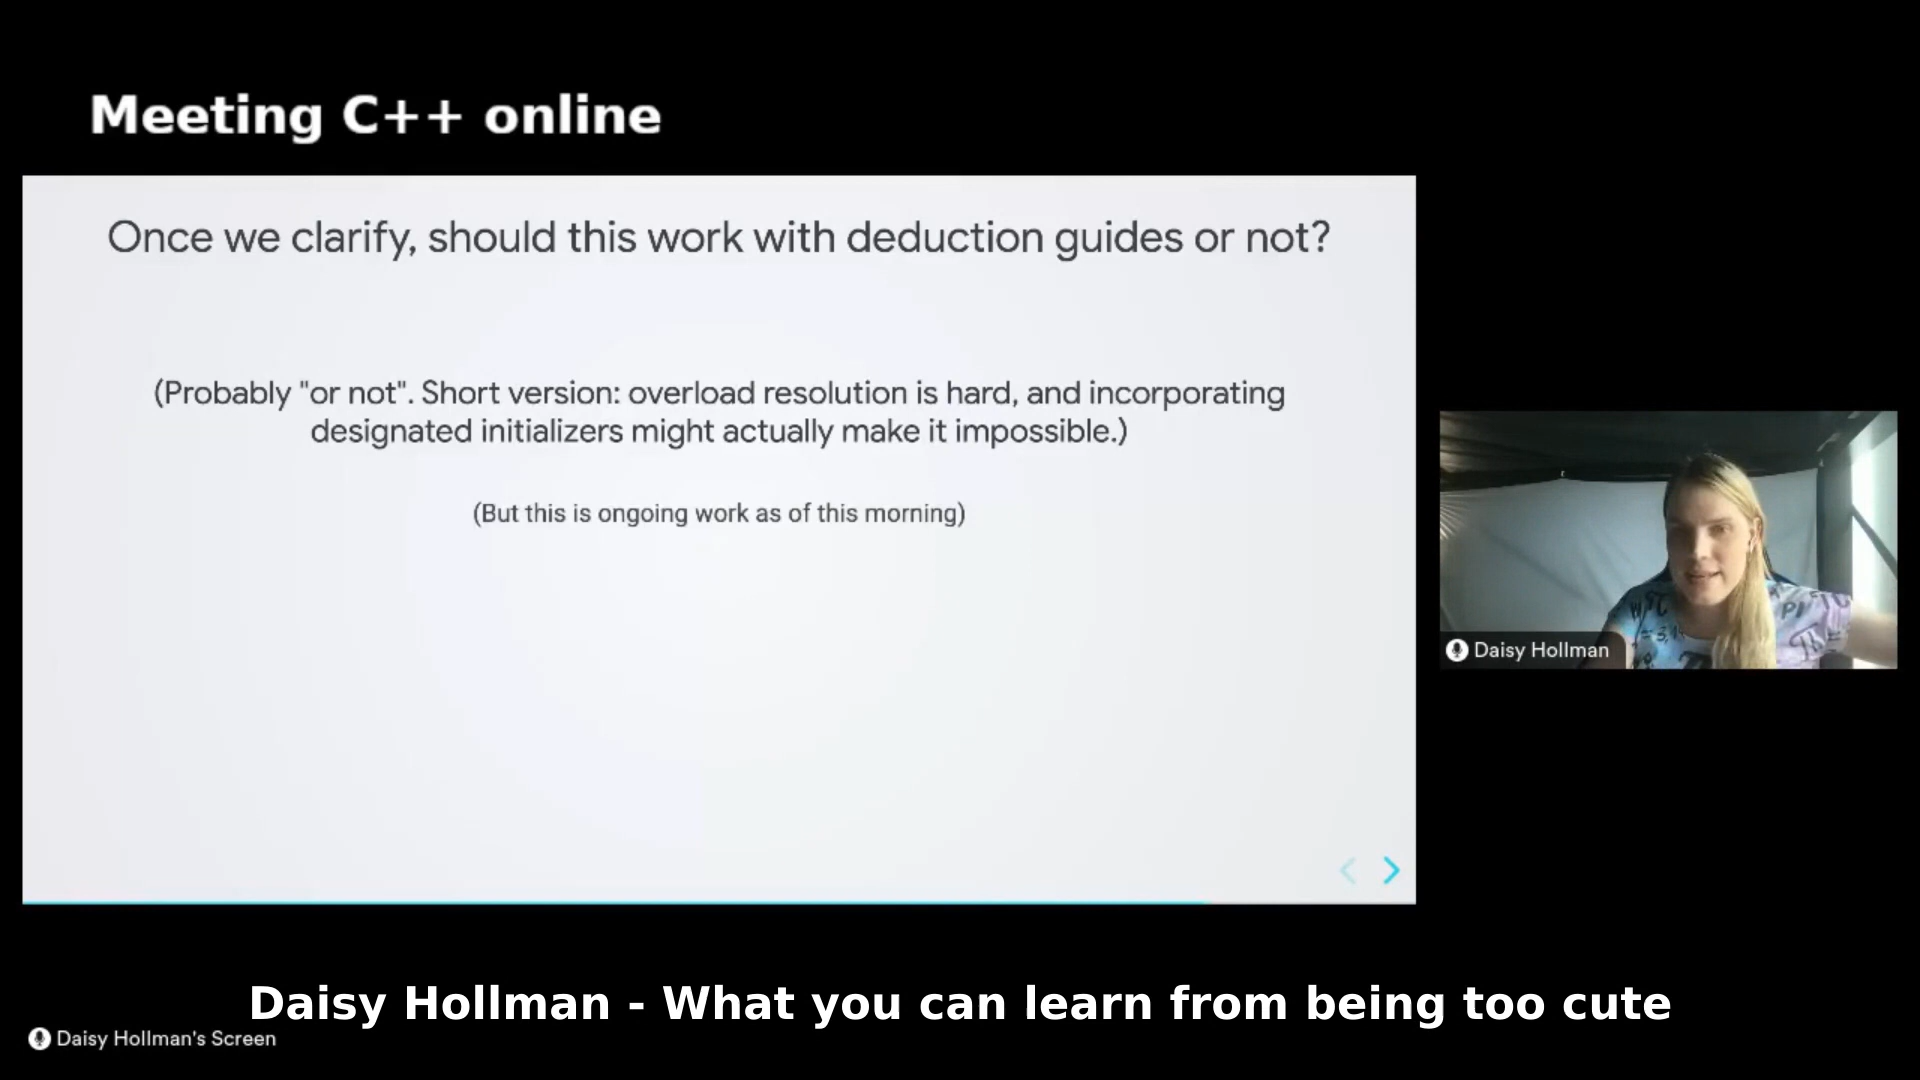 Meeting C++ online
Once we clarify, should this work with deduction guides or not?
(Probably "or not". Short version: overload resolution is hard, and incorporating
designated initializers might actually make it impossible.)
(But this is ongoing work as of this morning)
Daisy Hollman
Daisy Hollman - What you can learn from being too cute
Daisy Hollman's Screen